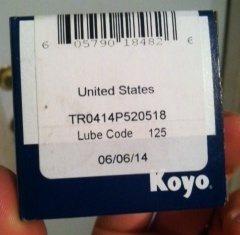 6 05790 18482 6
United States
TR0414P520518
Lube Code 125
06/06/14
Koyo